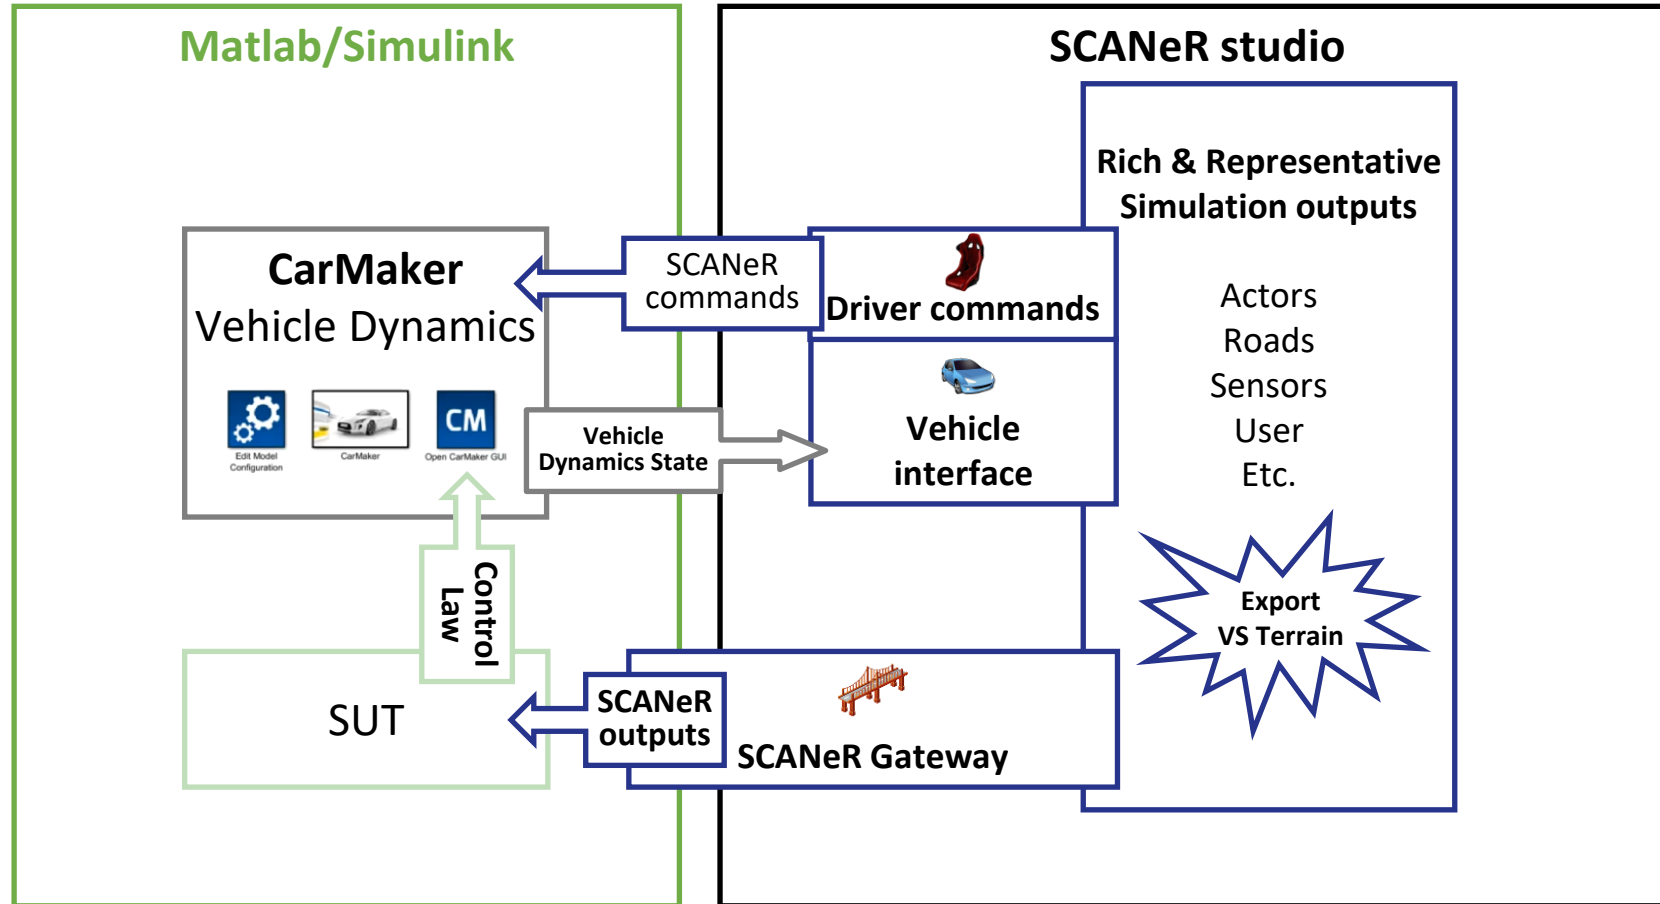 Matlab/Simulink
SCANeR studio
Rich & Representative
Simulation outputs
Actors
Roads
Sensors
User
Etc.
Export
VS Terrain
CarMaker
Vehicle Dynamics
CM
Edit Model
Configuration
CarMaker
Open CarMaker GUI
SCANeR
commands
Driver commands
Vehicle
Dynamics State
Vehicle
interface
Control
Law
SUT
SCANeR
outputs
SCANeR Gateway